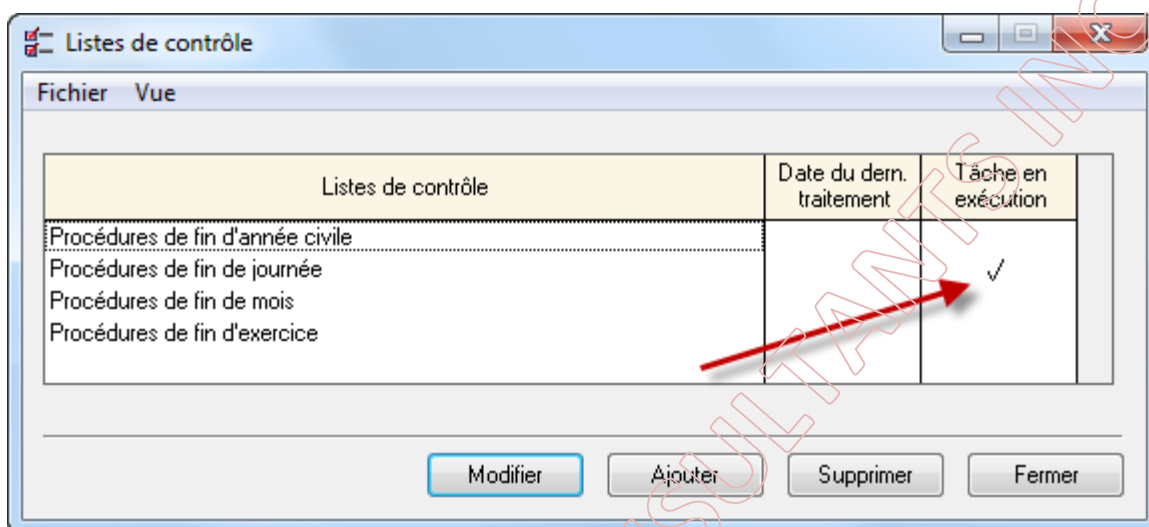 Listes de contrôle
Fichier Vue
Listes de contrôle
Date du dern.
traitement
Tâche en
exécution
Procédures de fin d'année civile
Procédures de fin de journée
✓
Procédures de fin de mois
Procédures de fin d'exercice
Modifier Ajouter Supprimer Fermer
SULTANTS INC